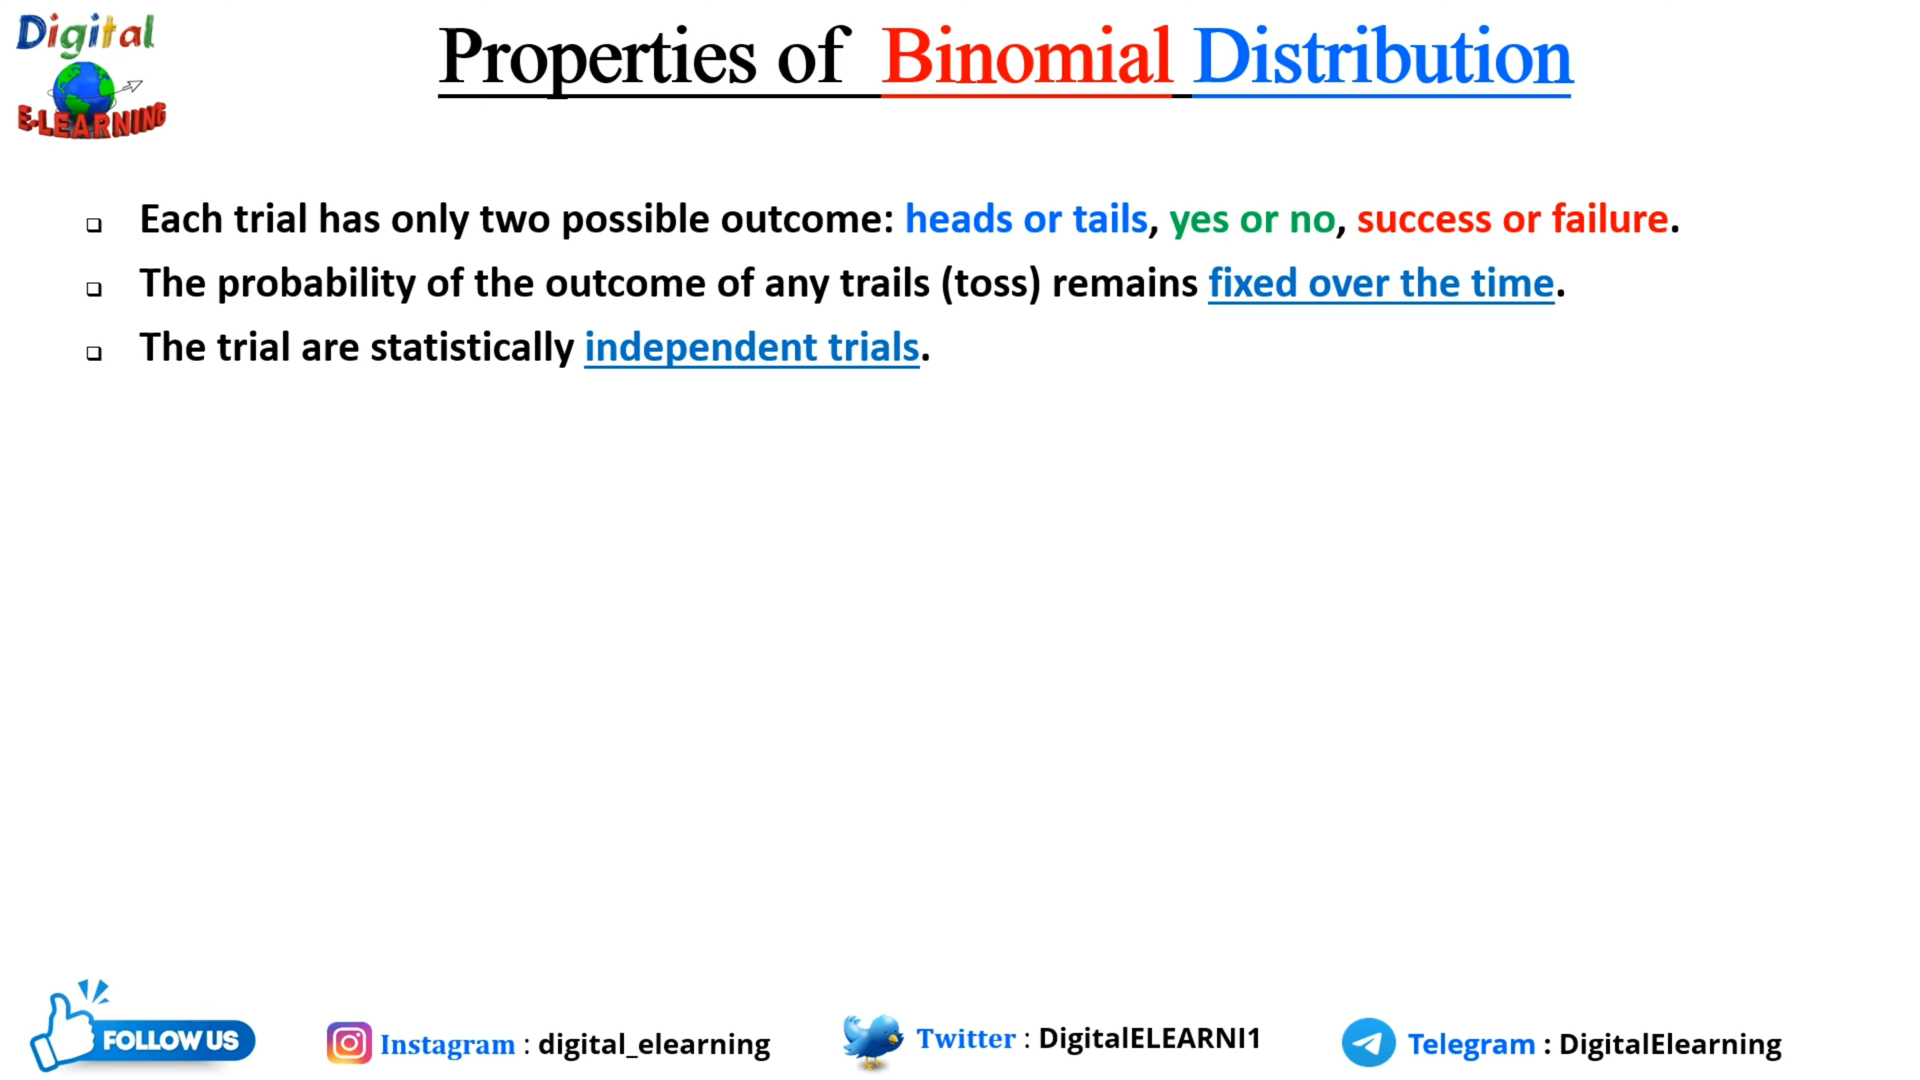 Digital
E-LEARNING
Properties of Binomial Distribution
❑ Each trial has only two possible outcome: heads or tails, yes or no, success or failure.
❑ The probability of the outcome of any trails (toss) remains fixed over the time.
❑ The trial are statistically independent trials.
FOLLOW US
Instagram : digital_elearning
Twitter : DigitalELEARNI1
Telegram : DigitalElearning